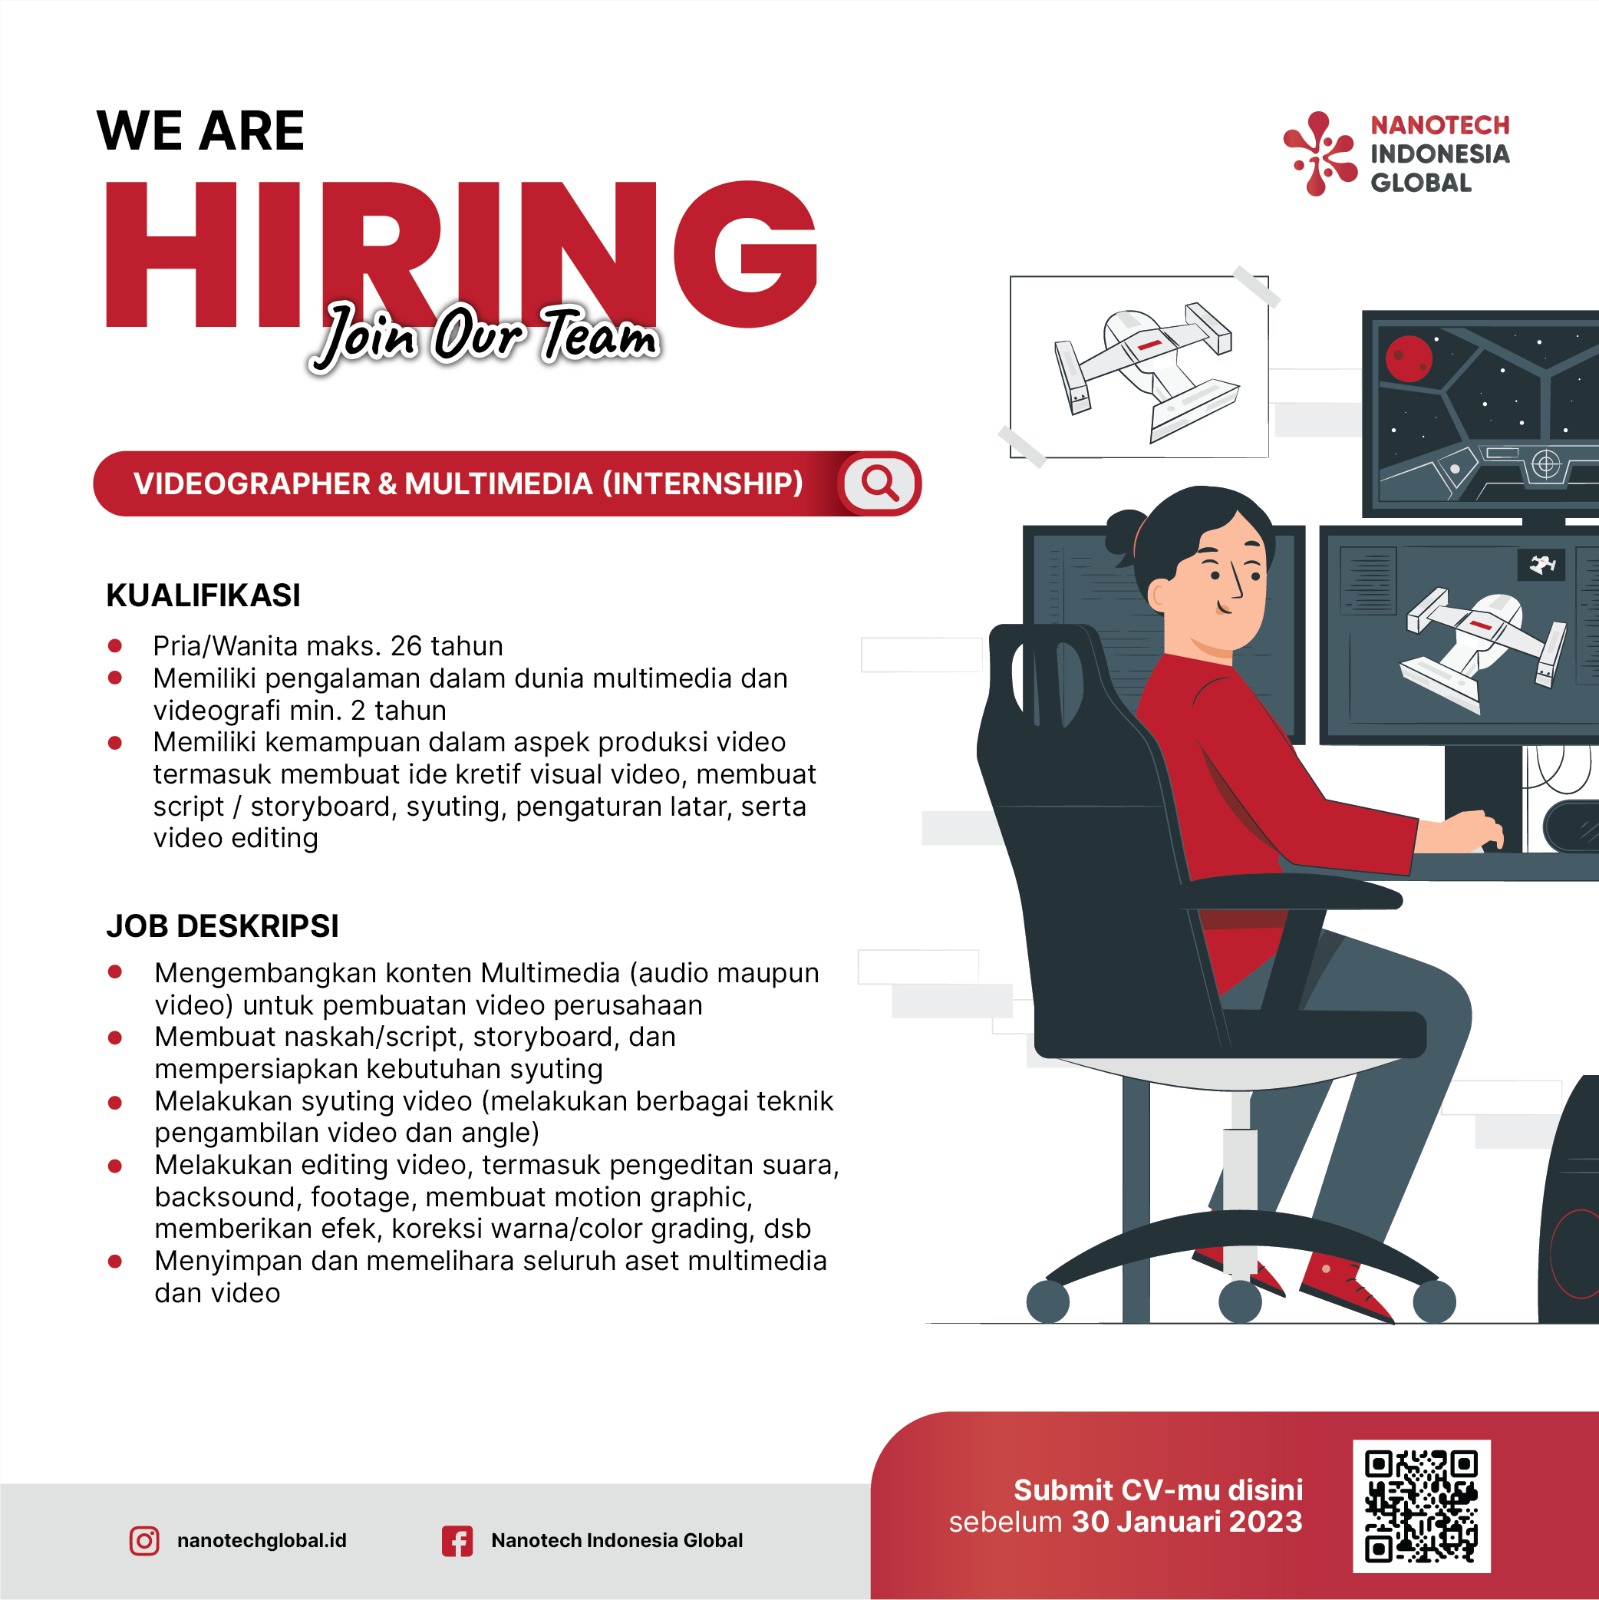 WE ARE
HIRING
Join Our Team
NANOTECH
INDONESIA
GLOBAL
VIDEOGRAPHER & MULTIMEDIA (INTERNSHIP)
KUALIFIKASI
Pria/Wanita maks. 26 tahun
Memiliki pengalaman dalam dunia multimedia dan
videografi min. 2 tahun
Memiliki kemampuan dalam aspek produksi video
termasuk membuat ide kretif visual video, membuat
script / storyboard, syuting, pengaturan latar, serta
video editing
JOB DESKRIPSI
Mengembangkan konten Multimedia (audio maupun
video) untuk pembuatan video perusahaan
Membuat naskah/script, storyboard, dan
mempersiapkan kebutuhan syuting
Melakukan syuting video (melakukan berbagai teknik
pengambilan video dan angle)
Melakukan editing video, termasuk pengeditan suara,
backsound, footage, membuat motion graphic,
memberikan efek, koreksi warna/color grading, dsb
Menyimpan dan memelihara seluruh aset multimedia
dan video
nanotechglobal.id
Nanotech Indonesia Global
Submit CV-mu disini
sebelum 30 Januari 2023